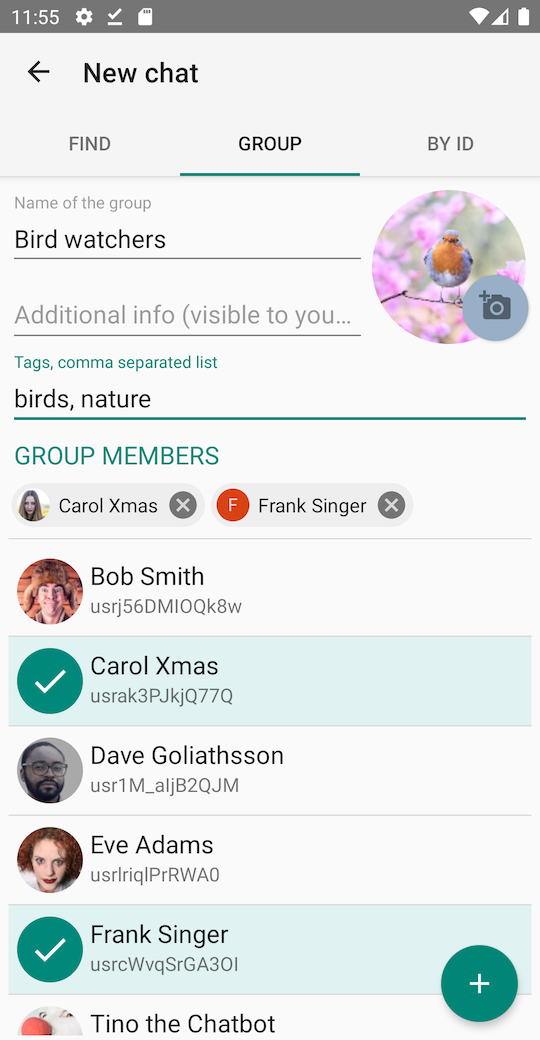 11:55
New chat
FIND GROUP BY ID
Name of the group
Bird watchers
Additional info (visible to you…
Tags, comma separated list
birds, nature
GROUP MEMBERS
Carol Xmas F Frank Singer
Bob Smith
usrj56DMIOQk8w
Carol Xmas
usrak3PJkjQ77Q
Dave Goliathsson
usr1M_aljB2QJM
Eve Adams
usrlriqlPrRWA0
Frank Singer
usrcWvqSrGA3OI
Tino the Chatbot